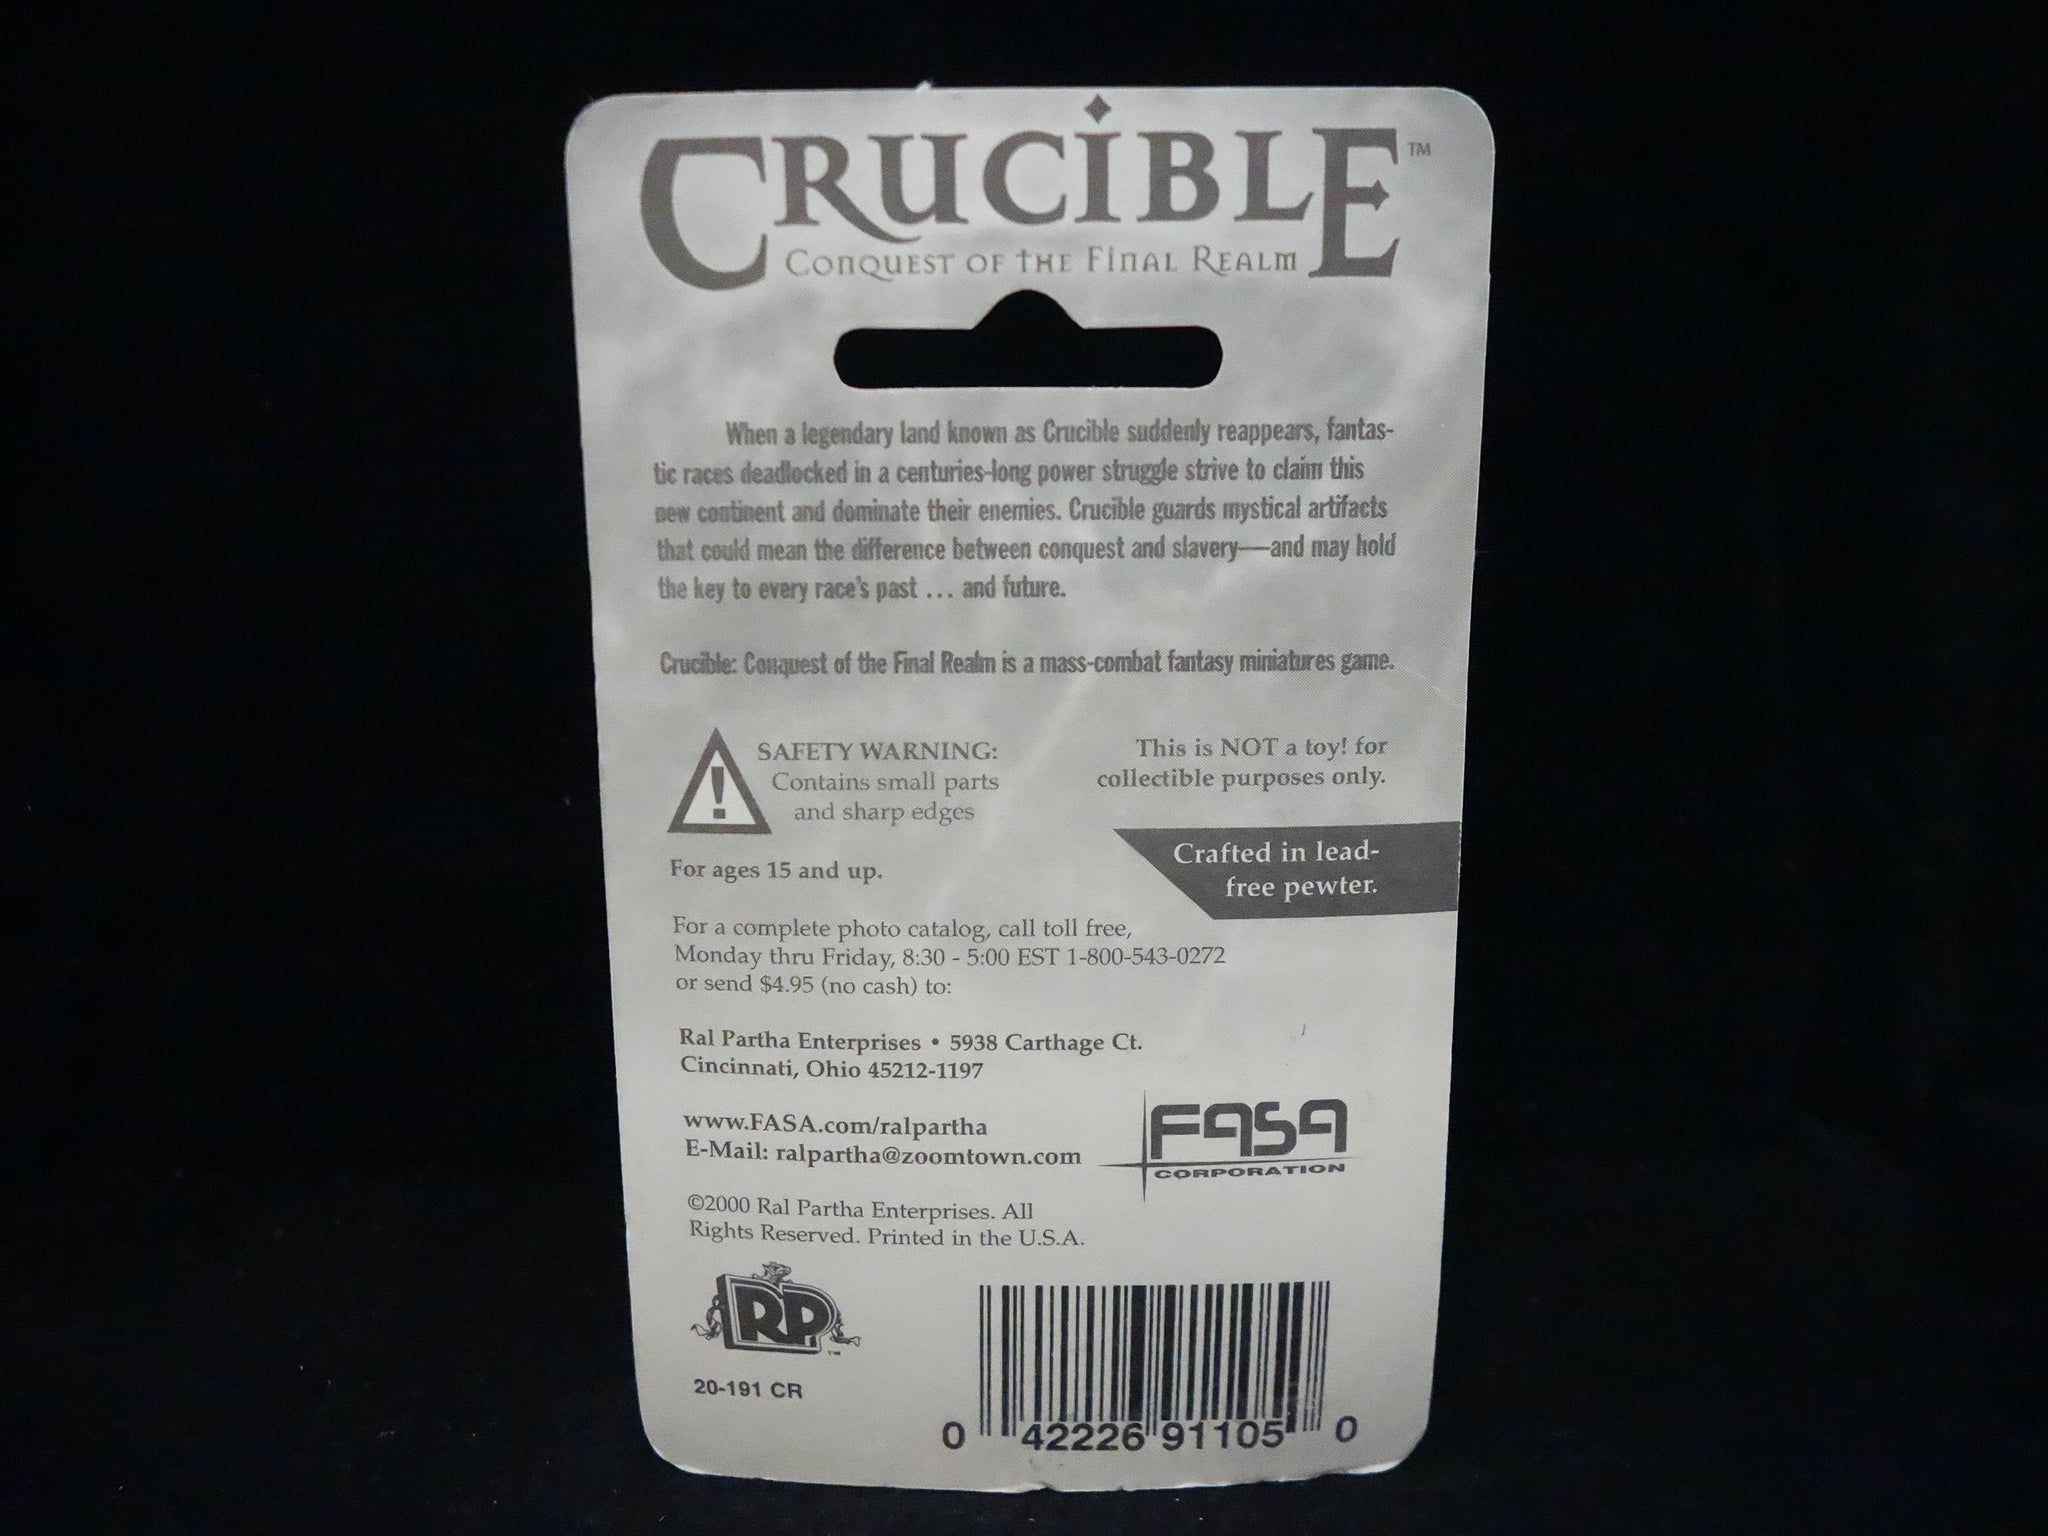 CRUCIBLE™
CONQUEST OF THE FINAL REALM
When a legendary land known as Crucible suddenly reappears, fantas-
tic races deadlocked in a centuries-long power struggle strive to claim this
new continent and dominate their enemies. Crucible guards mystical artifacts
that could mean the difference between conquest and slavery—and may hold
the key to every race's past ... and future.
Crucible: Conquest of the Final Realm is a mass-combat fantasy miniatures game.
SAFETY WARNING:
Contains small parts
and sharp edges
This is NOT a toy! for
collectible purposes only.
Crafted in lead-
free pewter.
For ages 15 and up.
For a complete photo catalog, call toll free,
Monday thru Friday, 8:30 - 5:00 EST 1-800-543-0272
or send $4.95 (no cash) to:
Ral Partha Enterprises • 5938 Carthage Ct.
Cincinnati, Ohio 45212-1197
www.FASA.com/ralpartha
E-Mail: ralpartha@zoomtown.com
FASA
CORPORATION
©2000 Ral Partha Enterprises. All
Rights Reserved. Printed in the U.S.A.
RP™
20-191 CR
0 42226 91105 0